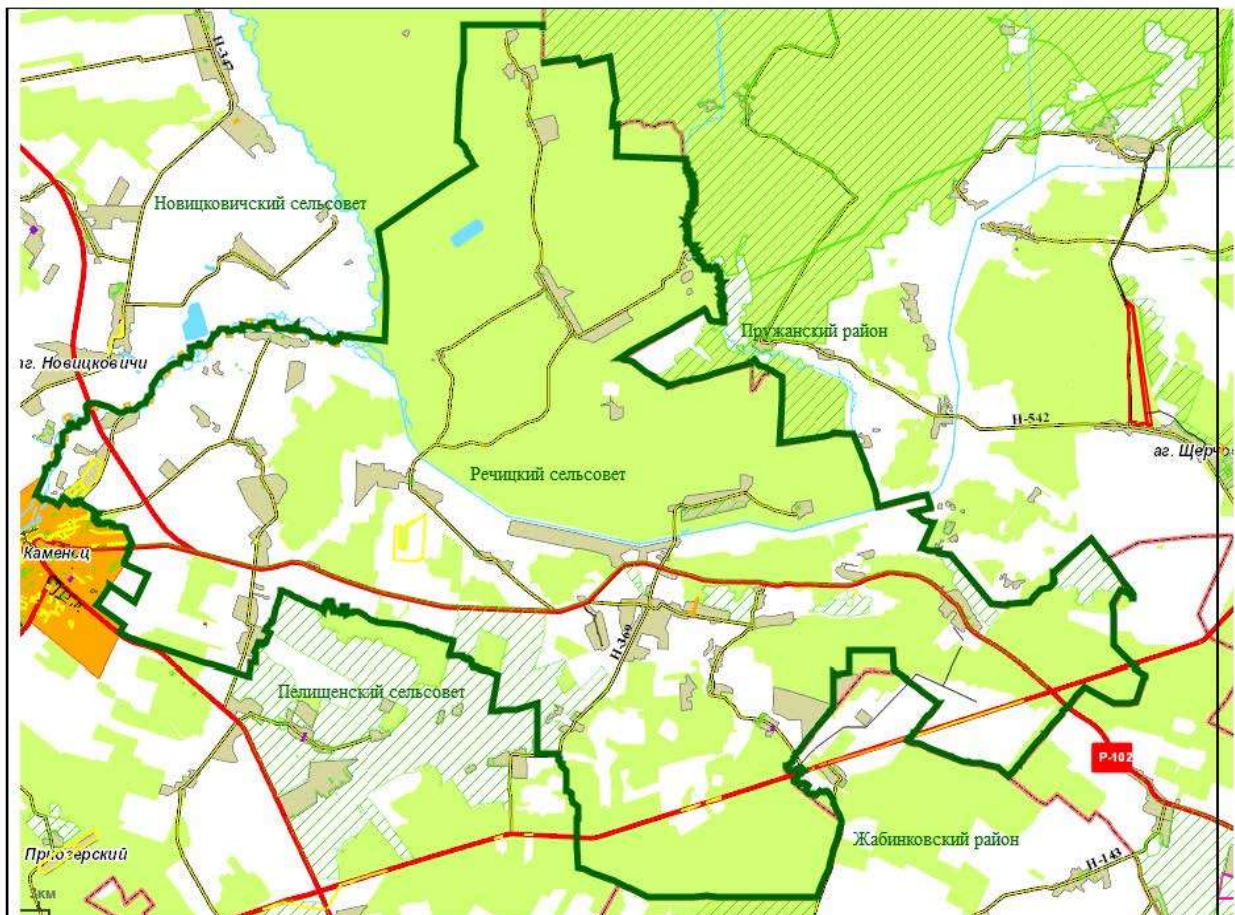 Н-347
Новицковичский сельсовет
Пружанский район
аг. Новицковичи
Н-542
аг. Щерчо
Речицкий сельсовет
Каменец
Н-369
Пелищенский сельсовет
Р-102
Жабинковский район
Приозерский
Н-143
км